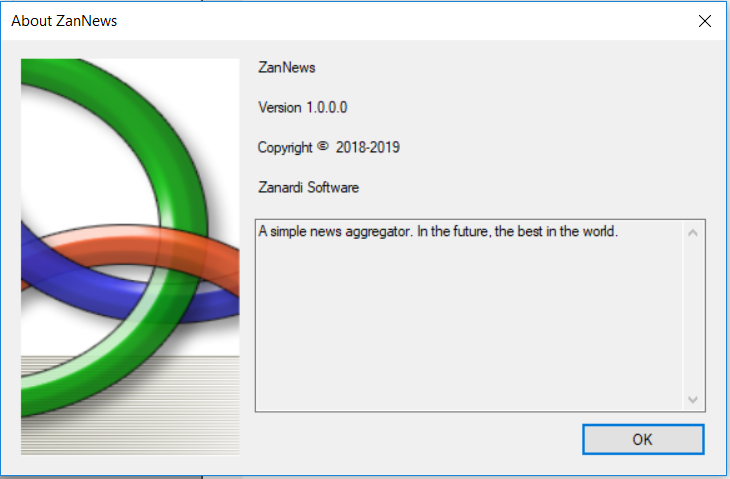 About ZanNews
ZanNews
Version 1.0.0.0
Copyright © 2018-2019
Zanardi Software
A simple news aggregator. In the future, the best in the world.
OK